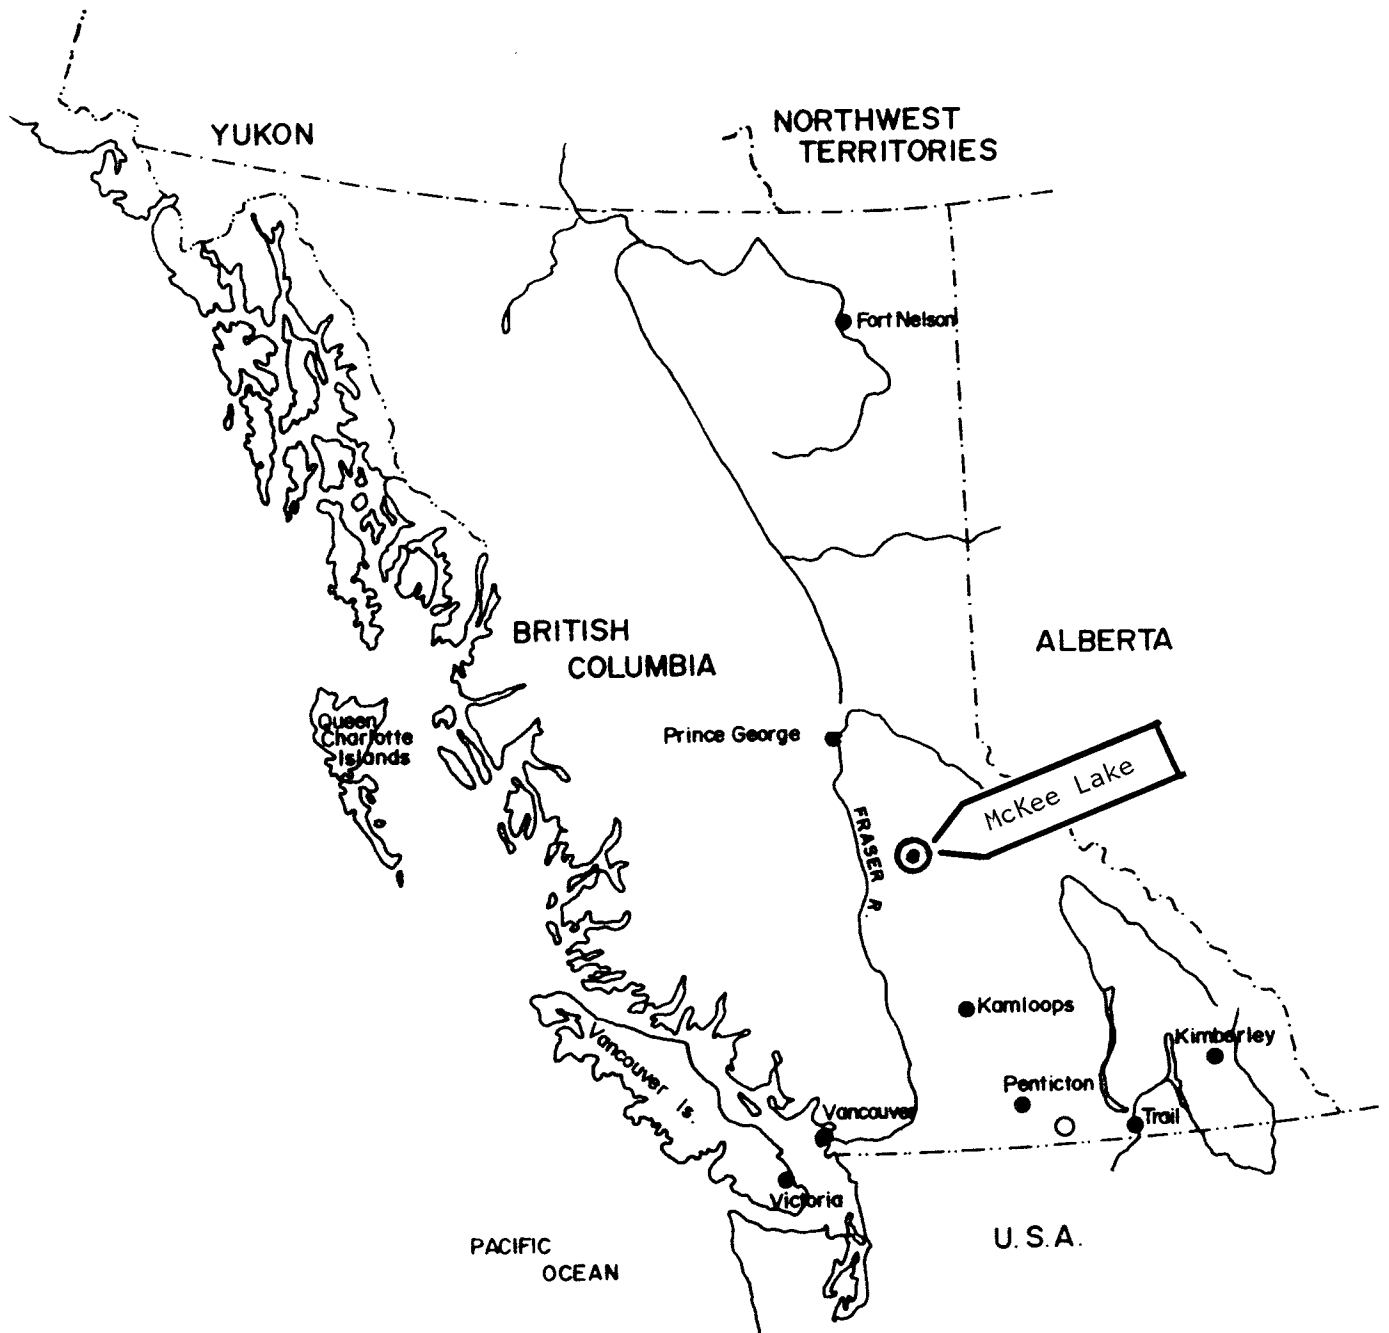 YUKON
NORTHWEST
TERRITORIES
Fort Nelson
BRITISH
COLUMBIA
ALBERTA
Queen
Charlotte
Islands
Prince George
McKee Lake
FRASER R.
Kamloops
Vancouver Is.
Kimberley
Penticton
Vancouver
Trail
Victoria
U.S.A.
PACIFIC
OCEAN